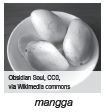 Obsidian Soul, CC0,
via Wikimedia commons
mangga